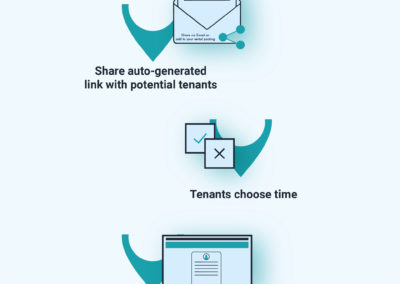 Share via Email or
add to your rental posting
Share auto-generated
link with potential tenants
Tenants choose time